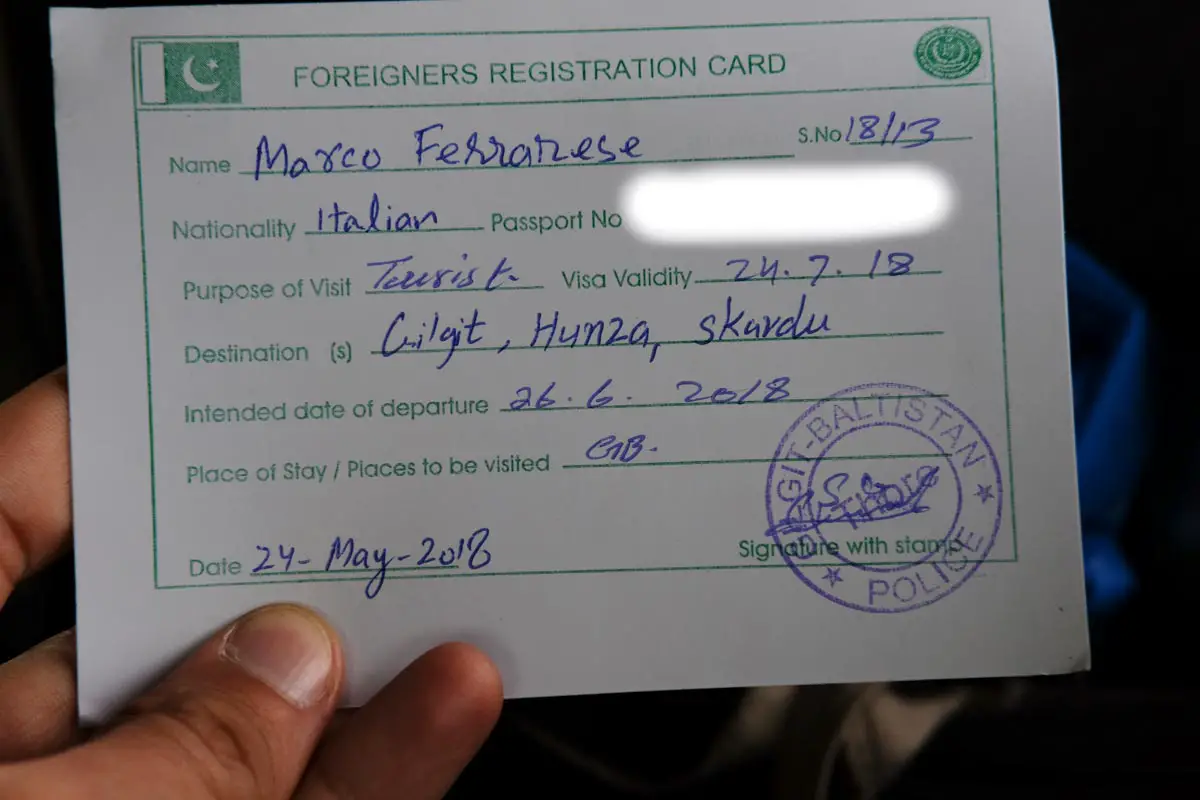 FOREIGNERS REGISTRATION CARD
Name Marco Ferrarese S.No 18/13
Nationality Italian Passport No
Purpose of Visit Tourist. Visa Validity 24.7.18
Destination (s) Gilgit, Hunza, Skardu
Intended date of departure 26.6.2018
Place of Stay / Places to be visited GB.
Date 24-May-2018 Signature with stamp
GILGIT-BALTISTAN
POLICE